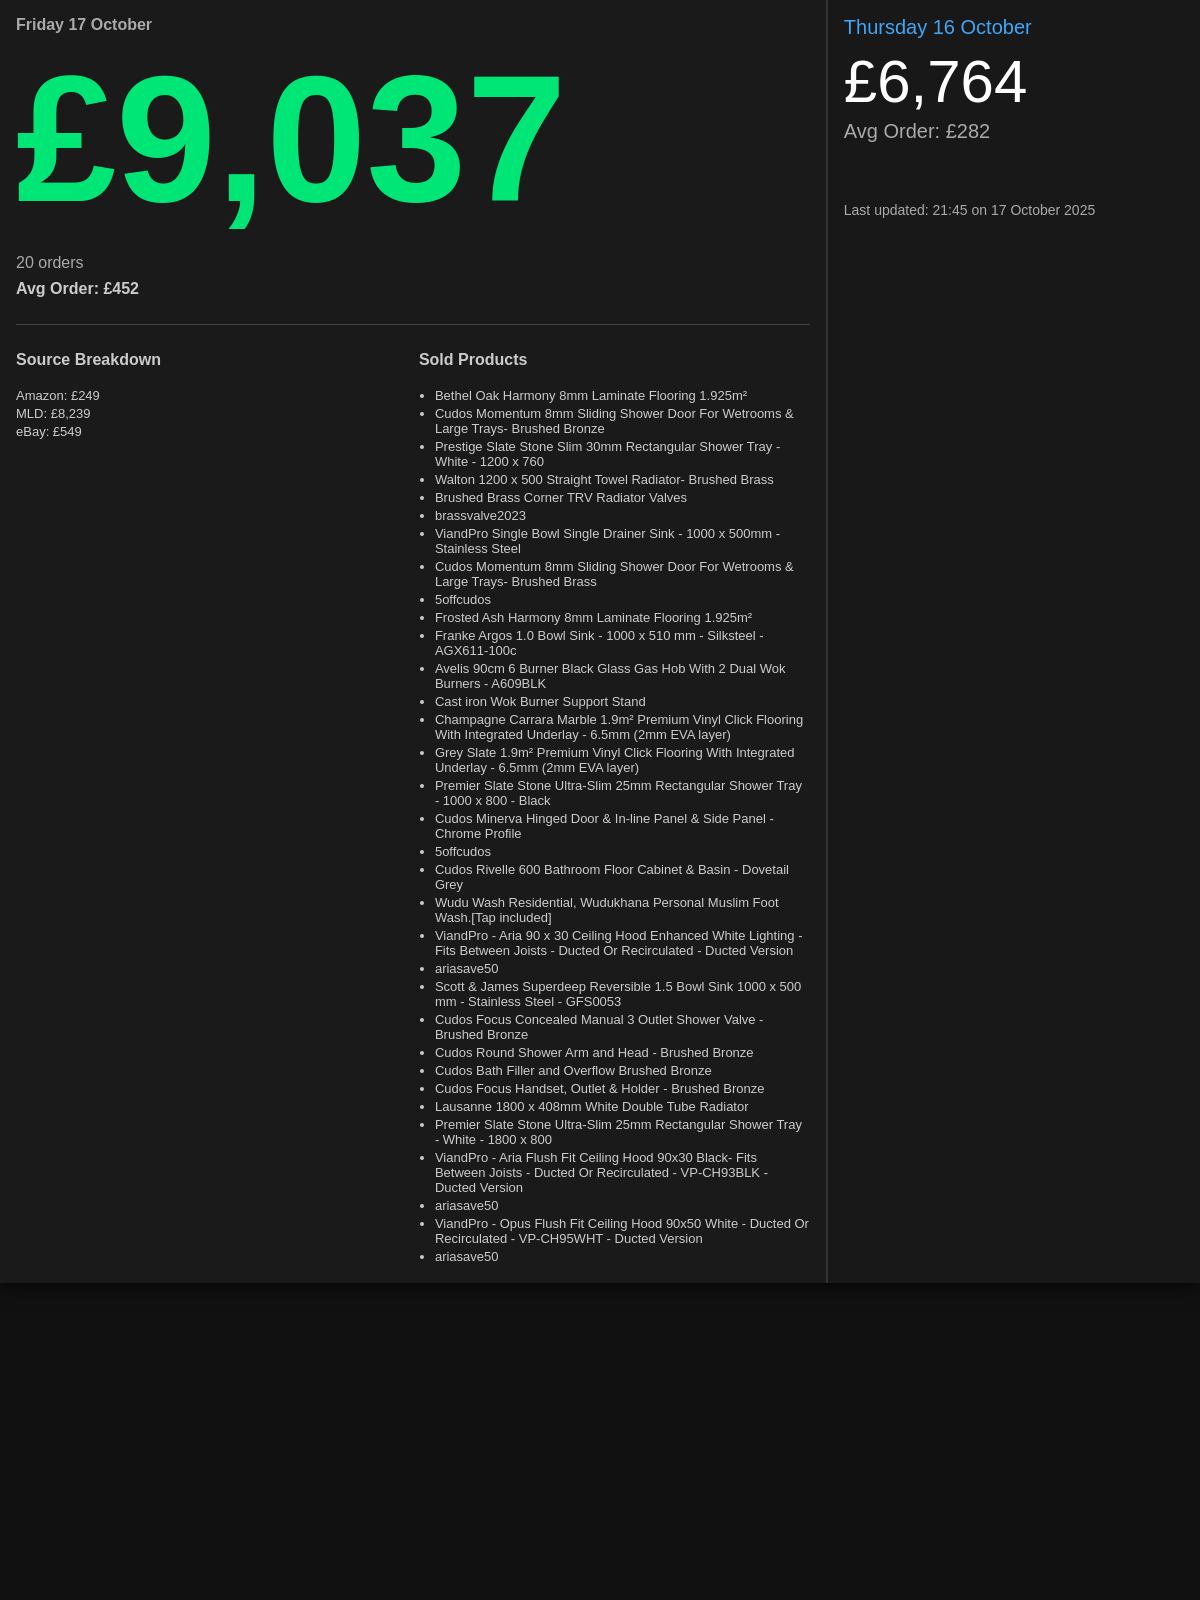 Friday 17 October
£9,037
20 orders
Avg Order: £452
Source Breakdown
Amazon: £249
MLD: £8,239
eBay: £549
Sold Products
Bethel Oak Harmony 8mm Laminate Flooring 1.925m²
Cudos Momentum 8mm Sliding Shower Door For Wetrooms &
Large Trays- Brushed Bronze
Prestige Slate Stone Slim 30mm Rectangular Shower Tray -
White - 1200 x 760
Walton 1200 x 500 Straight Towel Radiator- Brushed Brass
Brushed Brass Corner TRV Radiator Valves
brassvalve2023
ViandPro Single Bowl Single Drainer Sink - 1000 x 500mm -
Stainless Steel
Cudos Momentum 8mm Sliding Shower Door For Wetrooms &
Large Trays- Brushed Brass
5offcudos
Frosted Ash Harmony 8mm Laminate Flooring 1.925m²
Franke Argos 1.0 Bowl Sink - 1000 x 510 mm - Silksteel -
AGX611-100c
Avelis 90cm 6 Burner Black Glass Gas Hob With 2 Dual Wok
Burners - A609BLK
Cast iron Wok Burner Support Stand
Champagne Carrara Marble 1.9m² Premium Vinyl Click Flooring
With Integrated Underlay - 6.5mm (2mm EVA layer)
Grey Slate 1.9m² Premium Vinyl Click Flooring With Integrated
Underlay - 6.5mm (2mm EVA layer)
Premier Slate Stone Ultra-Slim 25mm Rectangular Shower Tray
- 1000 x 800 - Black
Cudos Minerva Hinged Door & In-line Panel & Side Panel -
Chrome Profile
5offcudos
Cudos Rivelle 600 Bathroom Floor Cabinet & Basin - Dovetail
Grey
Wudu Wash Residential, Wudukhana Personal Muslim Foot
Wash.[Tap included]
ViandPro - Aria 90 x 30 Ceiling Hood Enhanced White Lighting -
Fits Between Joists - Ducted Or Recirculated - Ducted Version
ariasave50
Scott & James Superdeep Reversible 1.5 Bowl Sink 1000 x 500
mm - Stainless Steel - GFS0053
Cudos Focus Concealed Manual 3 Outlet Shower Valve -
Brushed Bronze
Cudos Round Shower Arm and Head - Brushed Bronze
Cudos Bath Filler and Overflow Brushed Bronze
Cudos Focus Handset, Outlet & Holder - Brushed Bronze
Lausanne 1800 x 408mm White Double Tube Radiator
Premier Slate Stone Ultra-Slim 25mm Rectangular Shower Tray
- White - 1800 x 800
ViandPro - Aria Flush Fit Ceiling Hood 90x30 Black- Fits
Between Joists - Ducted Or Recirculated - VP-CH93BLK -
Ducted Version
ariasave50
ViandPro - Opus Flush Fit Ceiling Hood 90x50 White - Ducted Or
Recirculated - VP-CH95WHT - Ducted Version
ariasave50
Thursday 16 October
£6,764
Avg Order: £282
Last updated: 21:45 on 17 October 2025